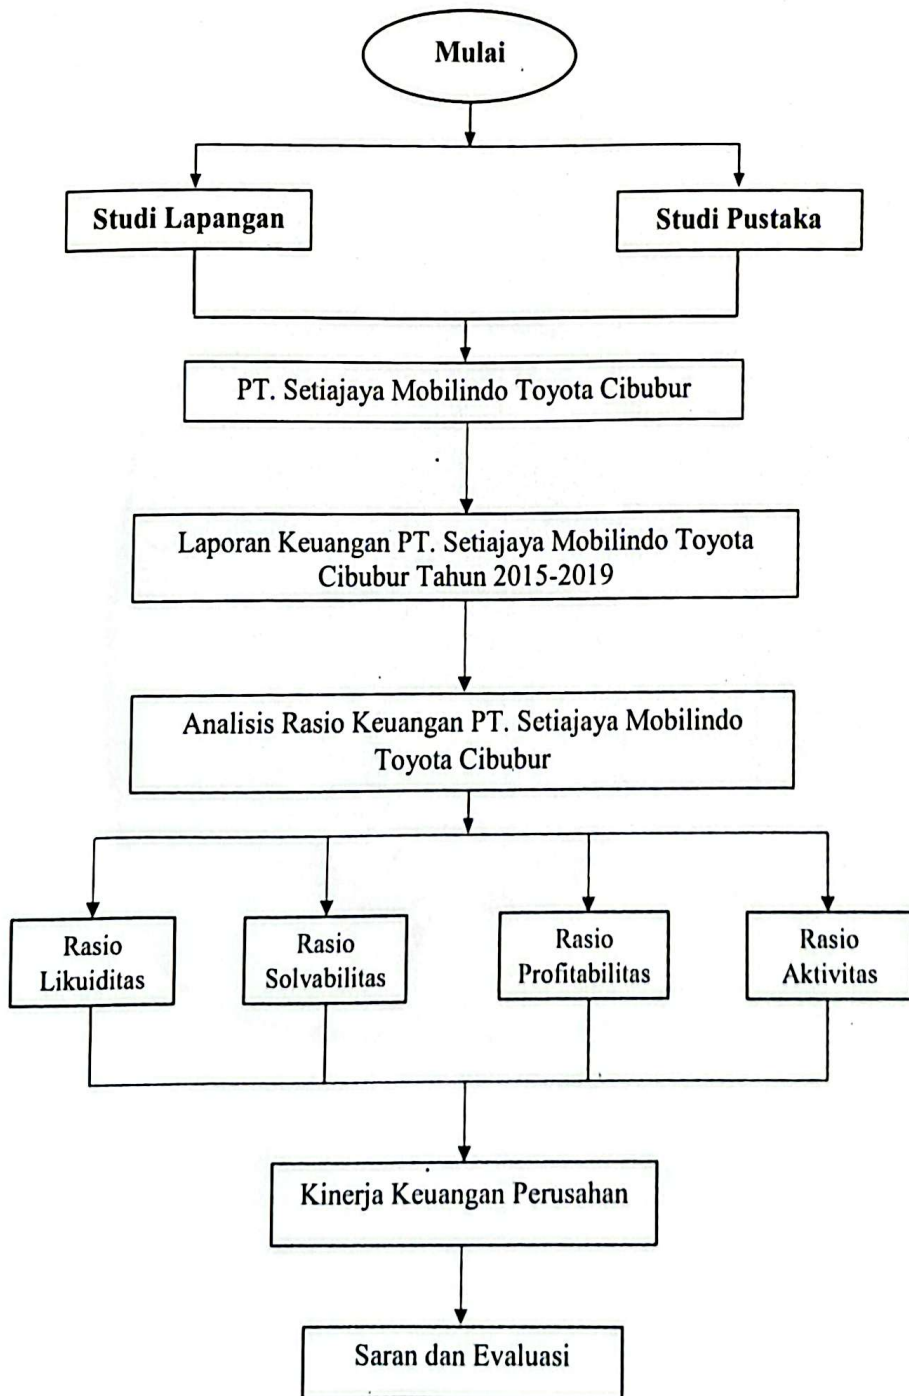 Mulai
Studi Lapangan
Studi Pustaka
PT. Setiajaya Mobilindo Toyota Cibubur
Laporan Keuangan PT. Setiajaya Mobilindo Toyota
Cibubur Tahun 2015-2019
Analisis Rasio Keuangan PT. Setiajaya Mobilindo
Toyota Cibubur
Rasio
Likuiditas
Rasio
Solvabilitas
Rasio
Profitabilitas
Rasio
Aktivitas
Kinerja Keuangan Perusahan
Saran dan Evaluasi